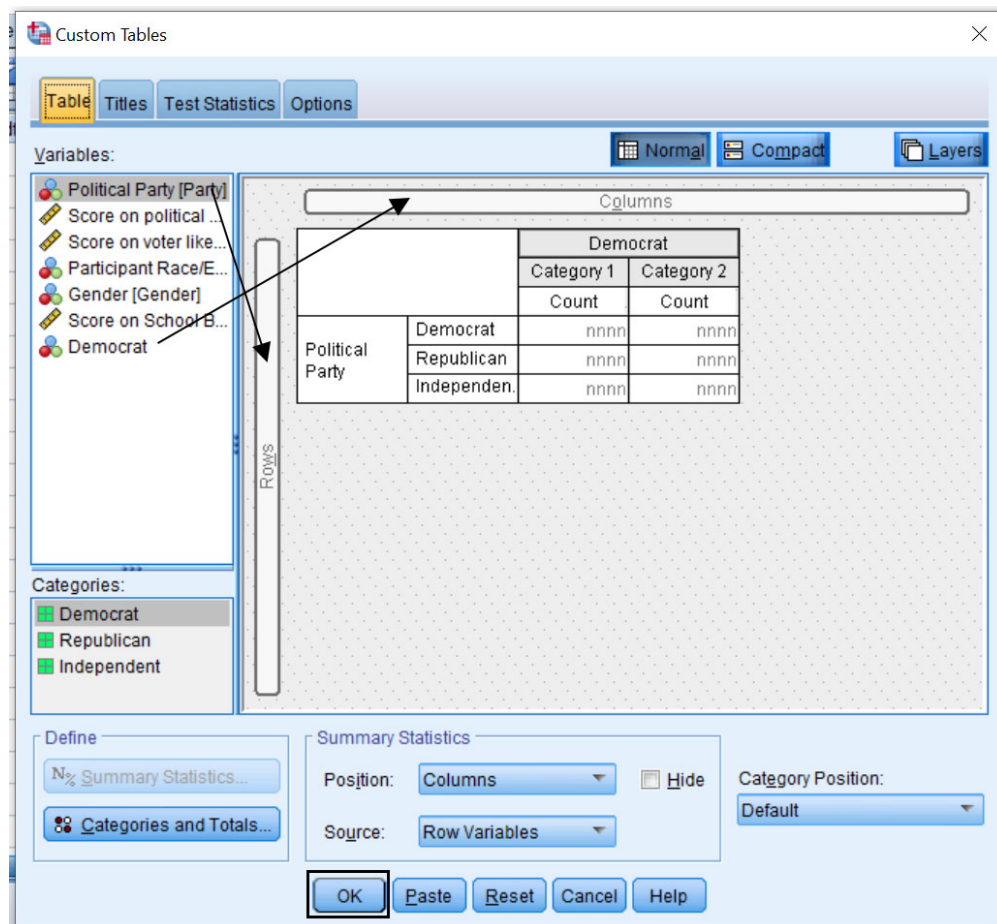 Custom Tables
Table Titles Test Statistics Options
Variables:
Normal Compact Layers
Political Party [Party]
Score on political ...
Score on voter like...
Participant Race/E...
Gender [Gender]
Score on School B...
Democrat
Columns
Rows
Democrat
Category 1 Category 2
Count Count
Political Party
Democrat nnnn nnnn
Republican nnnn nnnn
Independen. nnnn nnnn
Categories:
Democrat
Republican
Independent
Define
N% Summary Statistics...
Categories and Totals...
Summary Statistics
Position: Columns Hide
Source: Row Variables
Category Position:
Default
OK Paste Reset Cancel Help